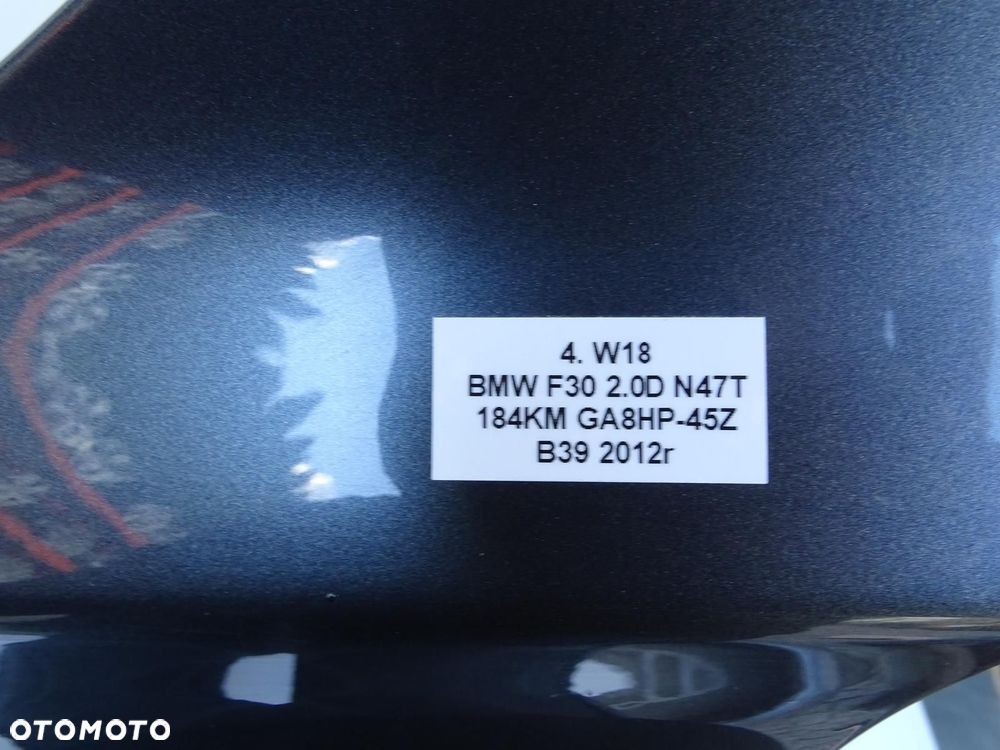 4. W18
BMW F30 2.0D N47T
184KM GA8HP-45Z
B39 2012r
OTOMOTO